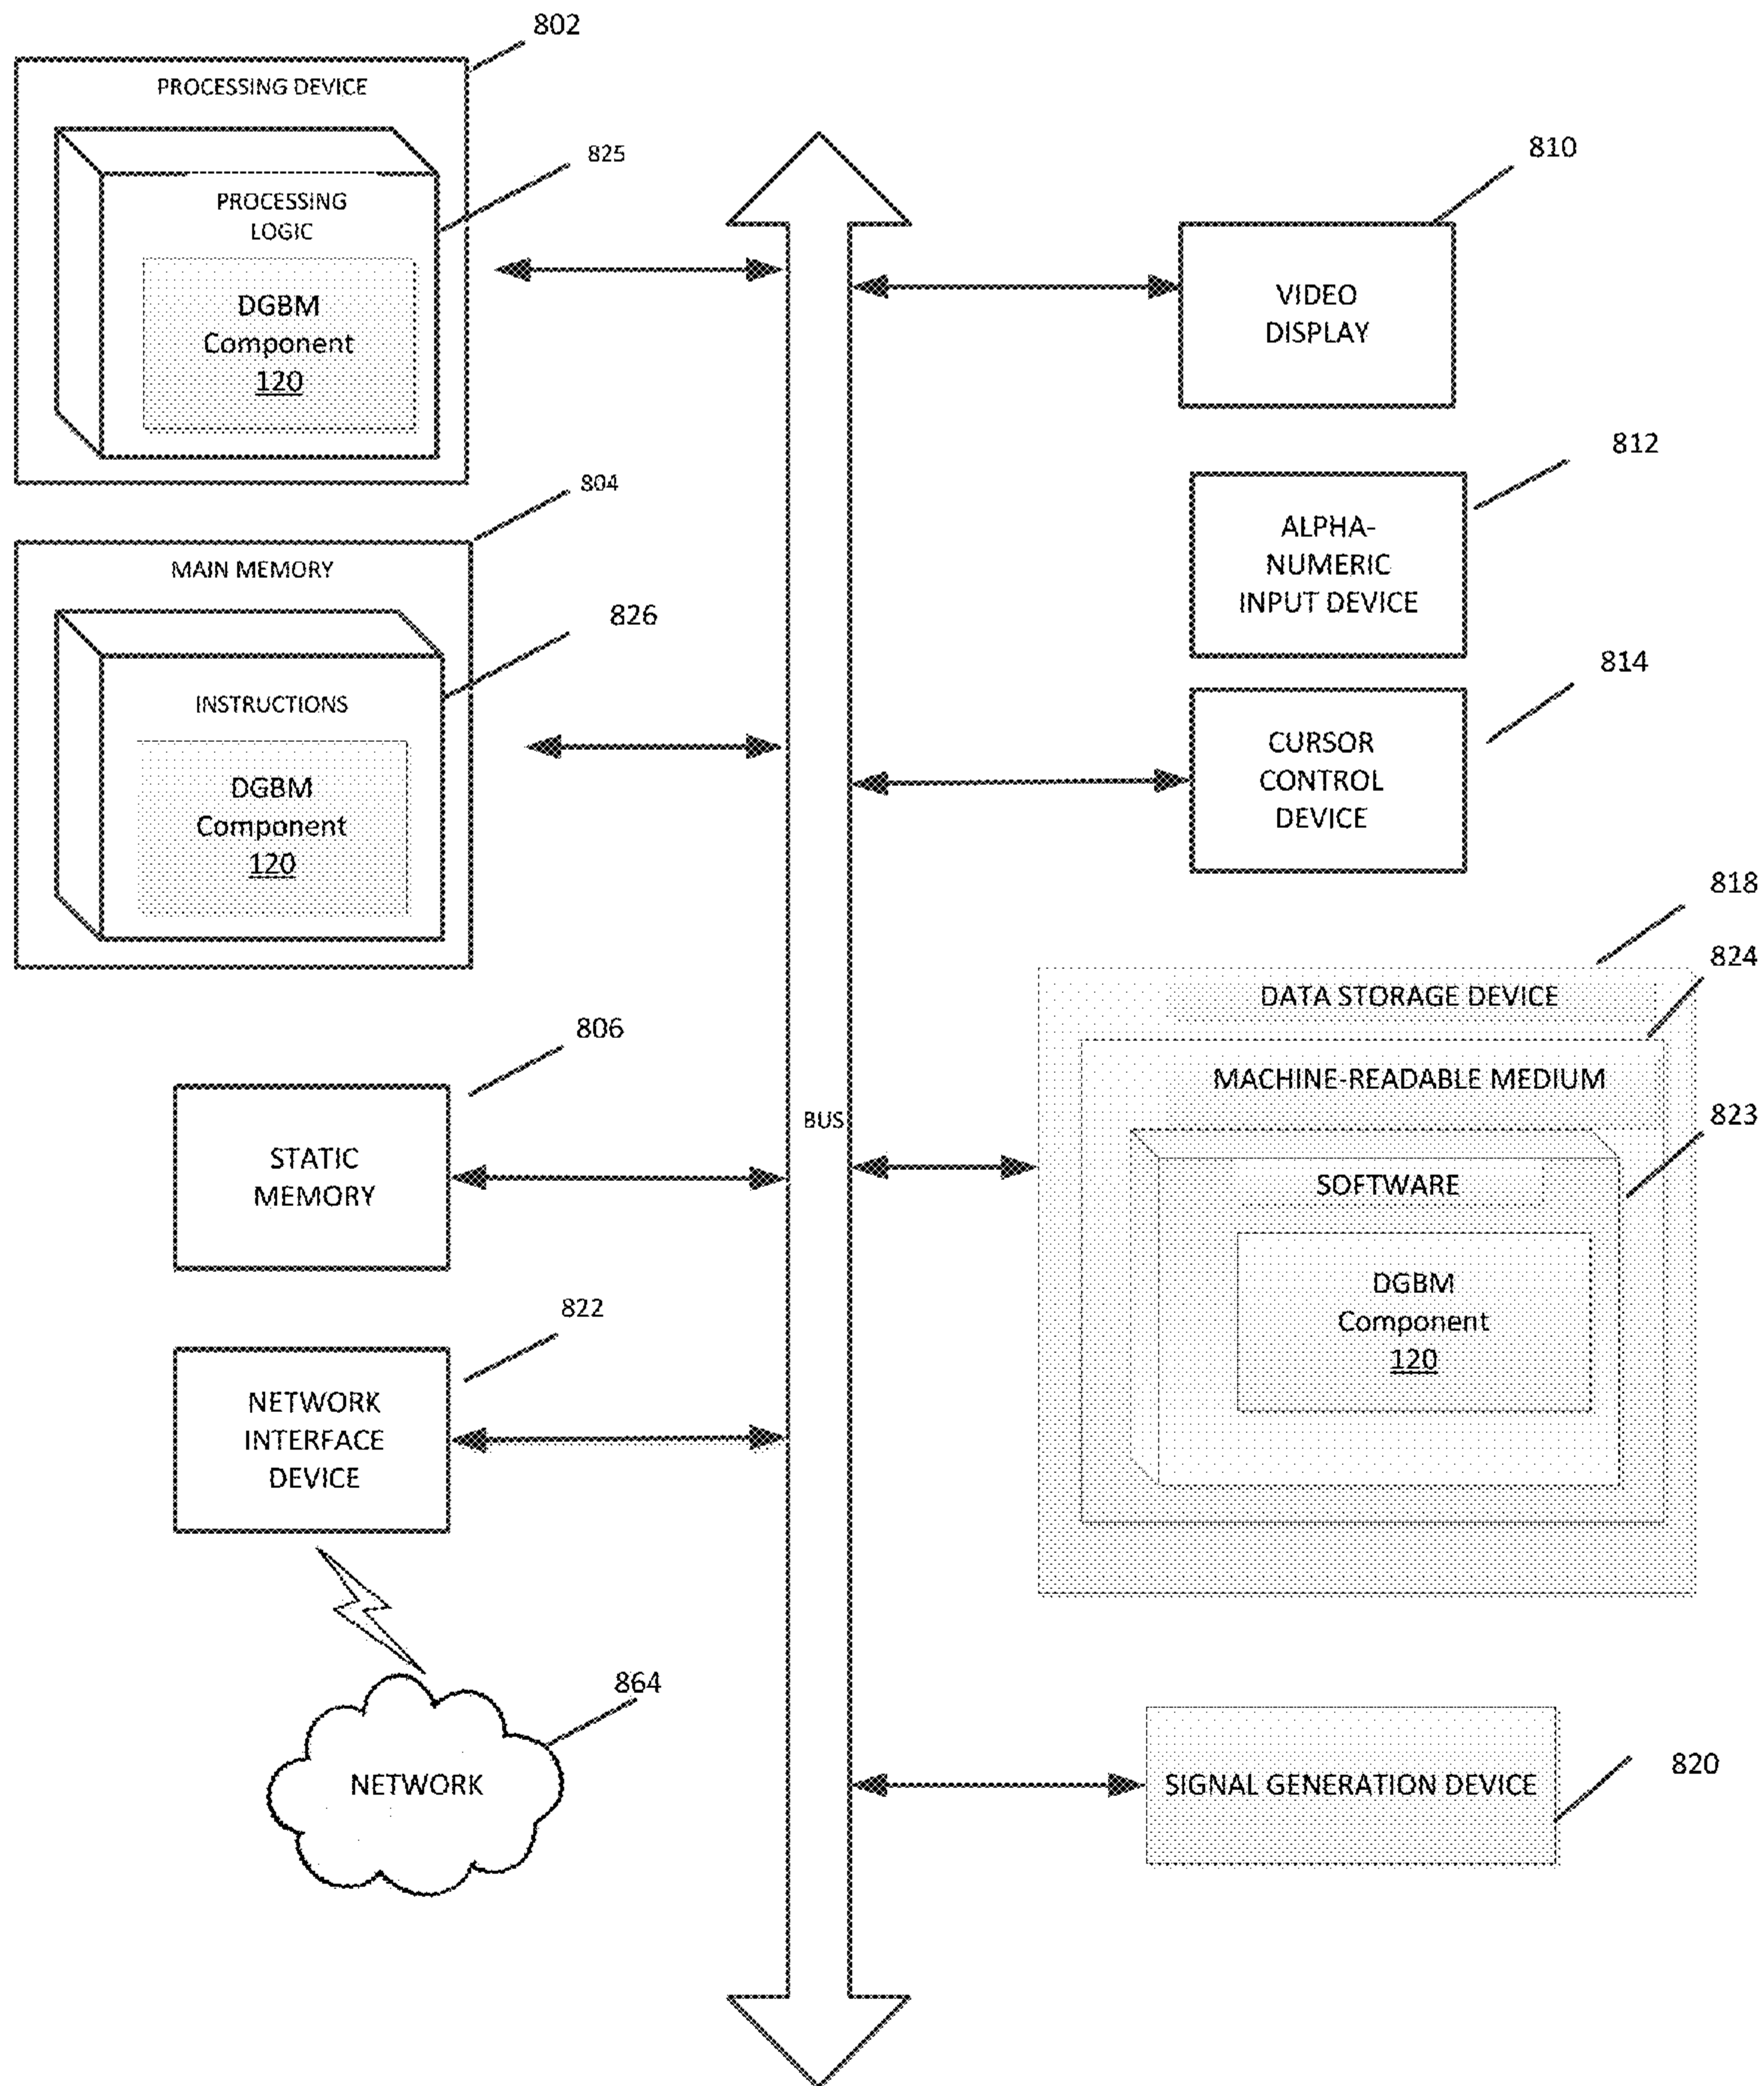 802
PROCESSING DEVICE
825
PROCESSING
LOGIC
DGBM
Component
120
804
MAIN MEMORY
826
INSTRUCTIONS
DGBM
Component
120
806
STATIC
MEMORY
822
NETWORK
INTERFACE
DEVICE
864
NETWORK
BUS
810
VIDEO
DISPLAY
812
ALPHA-
NUMERIC
INPUT DEVICE
814
CURSOR
CONTROL
DEVICE
818
824
DATA STORAGE DEVICE
MACHINE-READABLE MEDIUM
823
SOFTWARE
DGBM
Component
120
SIGNAL GENERATION DEVICE
820